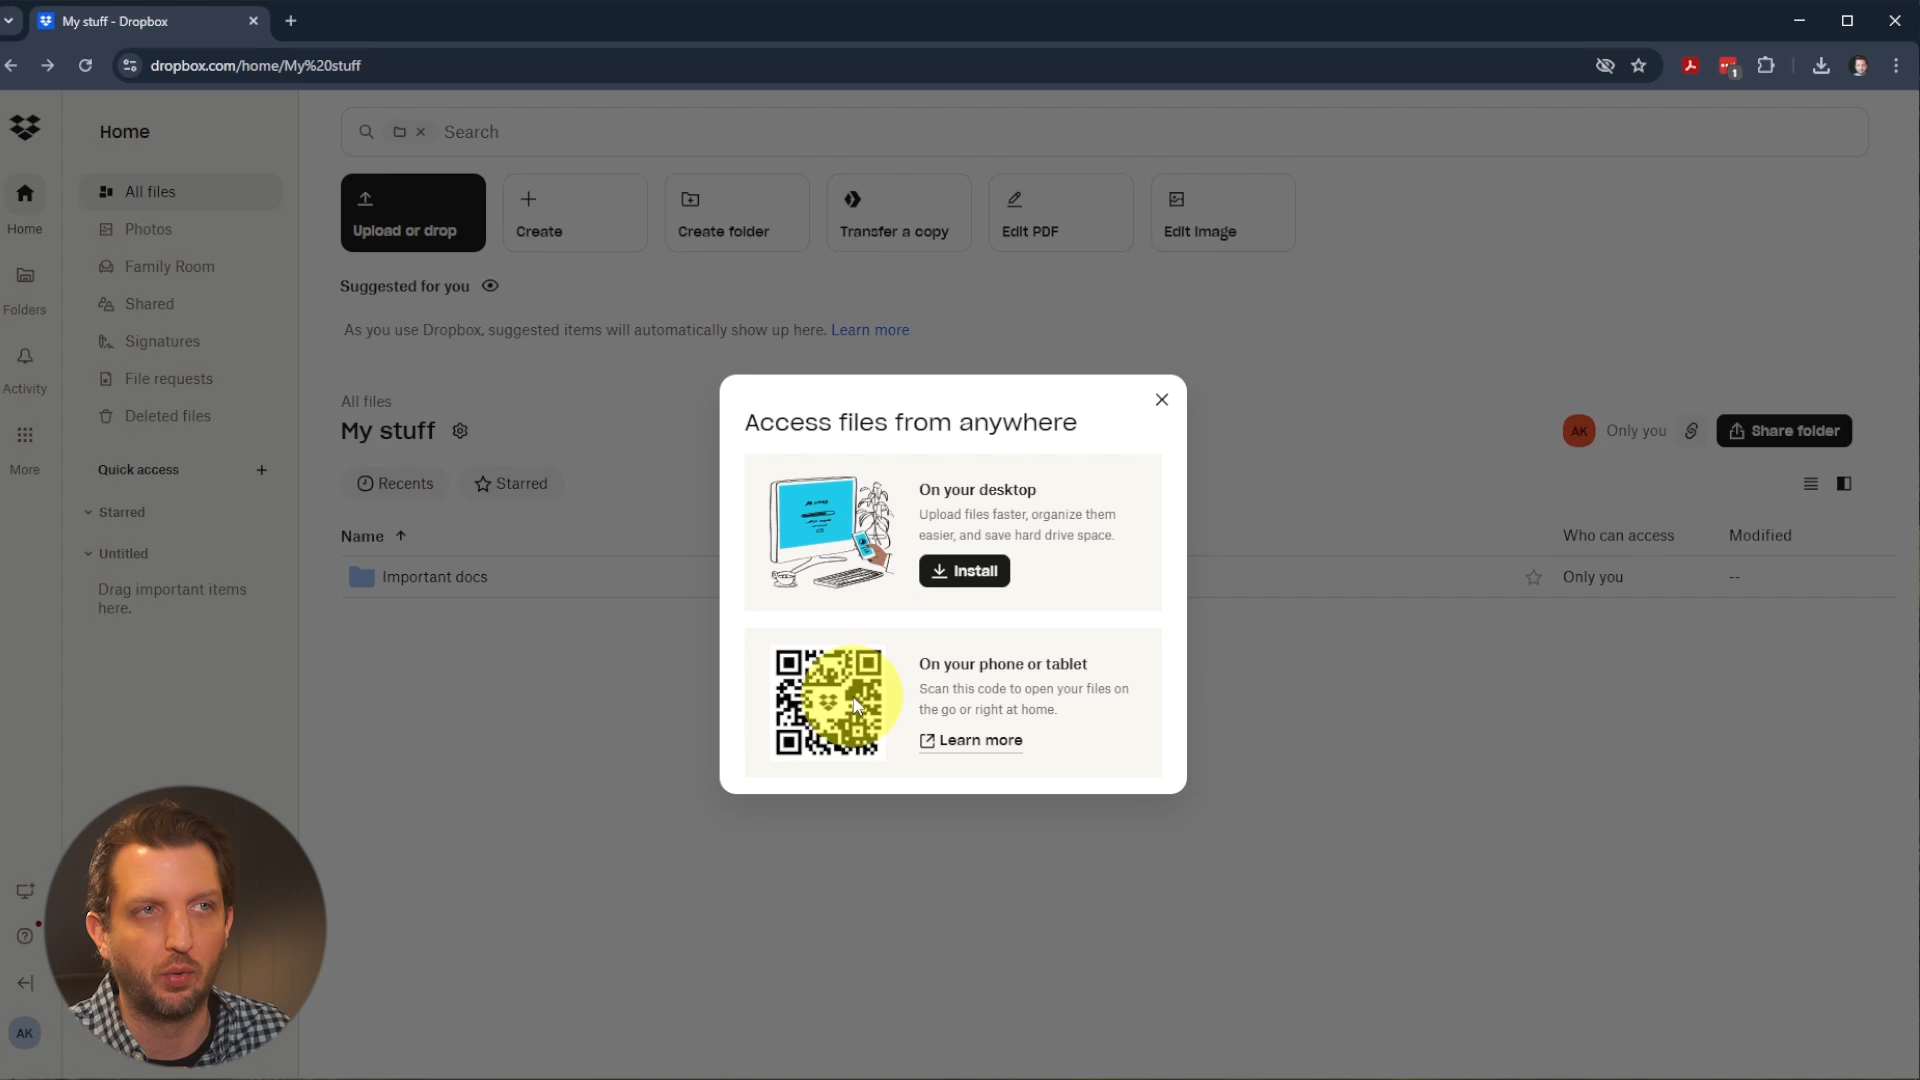 My stuff - Dropbox
dropbox.com/home/My%20stuff
1
Home
Home
Folders
Activity
More
AK
All files
Photos
Family Room
Shared
Signatures
File requests
Deleted files
Quick access
Starred
Untitled
Drag important items
here.
Search
Upload or drop
Create
Create folder
Transfer a copy
Edit PDF
Edit Image
Suggested for you
As you use Dropbox, suggested items will automatically show up here. Learn more
All files
My stuff
AK Only you
Share folder
Recents
Starred
Name
Who can access
Modified
Important docs
Only you
--
Access files from anywhere
On your desktop
Upload files faster, organize them
easier, and save hard drive space.
Install
On your phone or tablet
Scan this code to open your files on
the go or right at home.
Learn more